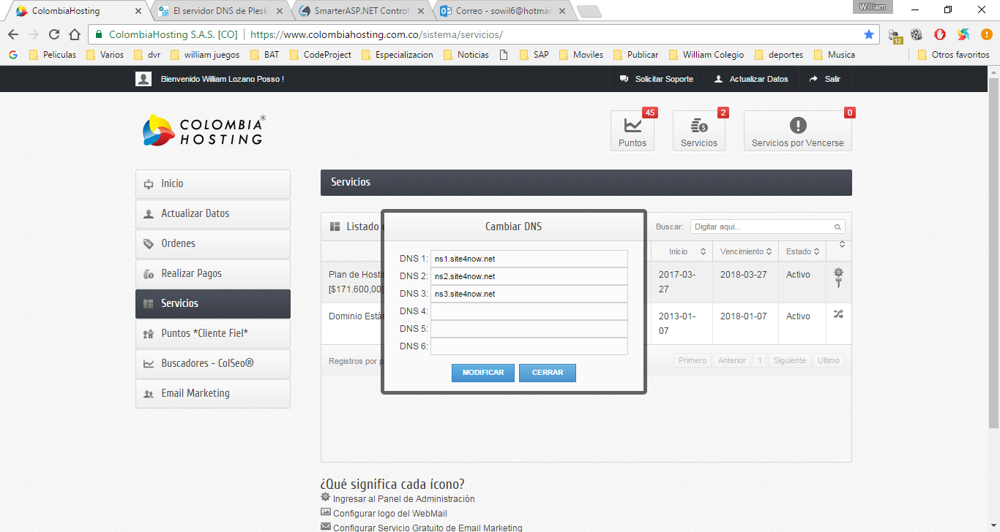 William
ColombiaHosting
El servidor DNS de Plesk
SmarterASP.NET Control
Correo - sowil6@hotmai
ColombiaHosting S.A.S. [CO] https://www.colombiahosting.com.co/sistema/servicios/
12
Peliculas Varios dvr william juegos BAT CodeProject Especializacion Noticias SAP Moviles Publicar William Colegio deportes Musica Otros favoritos
Bienvenido William Lozano Posso ! Solicitar Soporte Actualizar Datos Salir
COLOMBIA®
HOSTING
45 2 0
Puntos Servicios Servicios por Vencerse
Inicio
Actualizar Datos
Ordenes
Realizar Pagos
Servicios
Puntos *Cliente Fiel*
Buscadores - ColSeo®
Email Marketing
Servicios
Listado Buscar: Digitar aqui...
Inicio Vencimiento Estado
Plan de Hostin 2017-03- 2018-03-27 Activo
[$171.600,00] 27
Dominio Están 2013-01- 2018-01-07 Activo
07
Registros por p Primero Anterior 1 Siguiente Ultimo
Cambiar DNS
DNS 1: ns1.site4now.net
DNS 2: ns2.site4now.net
DNS 3: ns3.site4now.net
DNS 4:
DNS 5:
DNS 6:
MODIFICAR CERRAR
¿Qué significa cada ícono?
Ingresar al Panel de Administración
Configurar logo del WebMail
Configurar Servicio Gratuito de Email Marketing